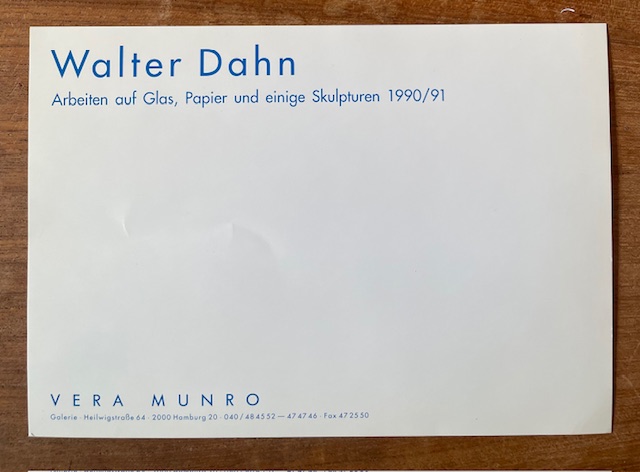 Walter Dahn
Arbeiten auf Glas, Papier und einige Skulpturen 1990/91
VERA MUNRO
Galerie · Heilwigstraße 64 · 2000 Hamburg 20 · 040 / 48 45 52 — 47 47 46 · Fax 47 25 50